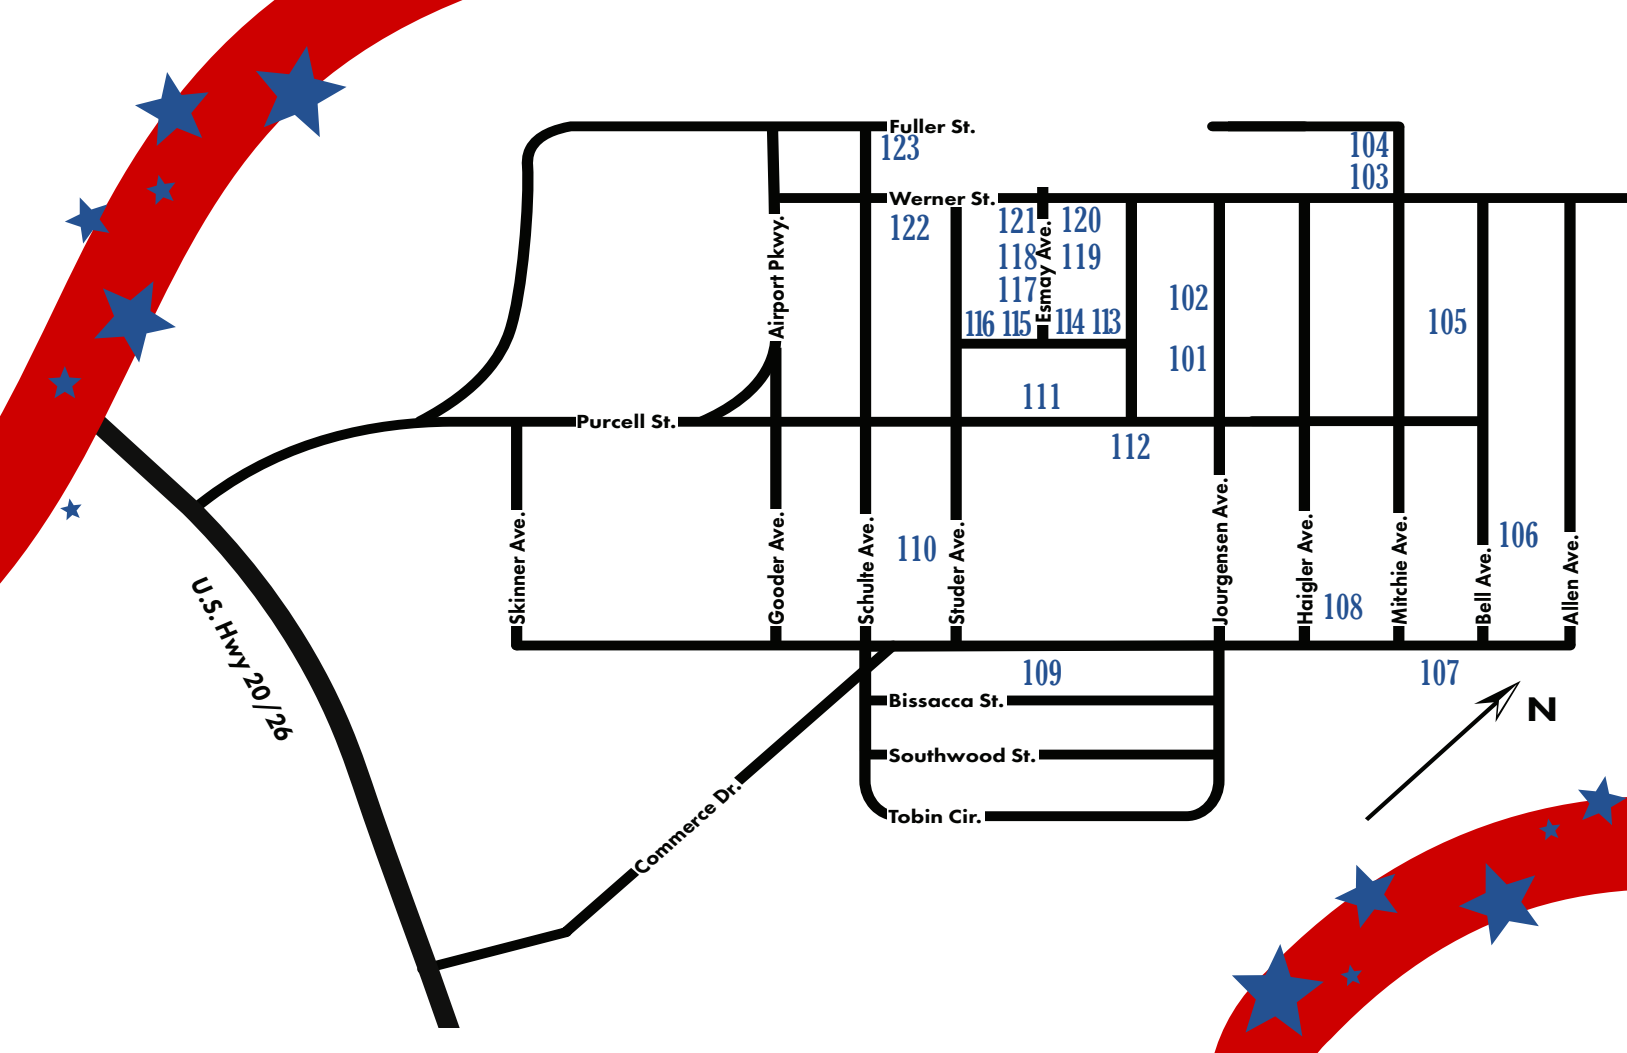 Fuller St.
123
104
103
Werner St.
122
121
120
118
119
117
116
115
114
113
Airport Pkwy.
Esmay Ave.
102
101
105
111
Purcell St.
112
110
106
108
Skinner Ave.
Gooder Ave.
Schulte Ave.
Studer Ave.
Jourgensen Ave.
Haigler Ave.
Mitchie Ave.
Bell Ave.
Allen Ave.
U.S. Hwy 20/26
109
107
Bissacca St.
N
Southwood St.
Commerce Dr.
Tobin Cir.